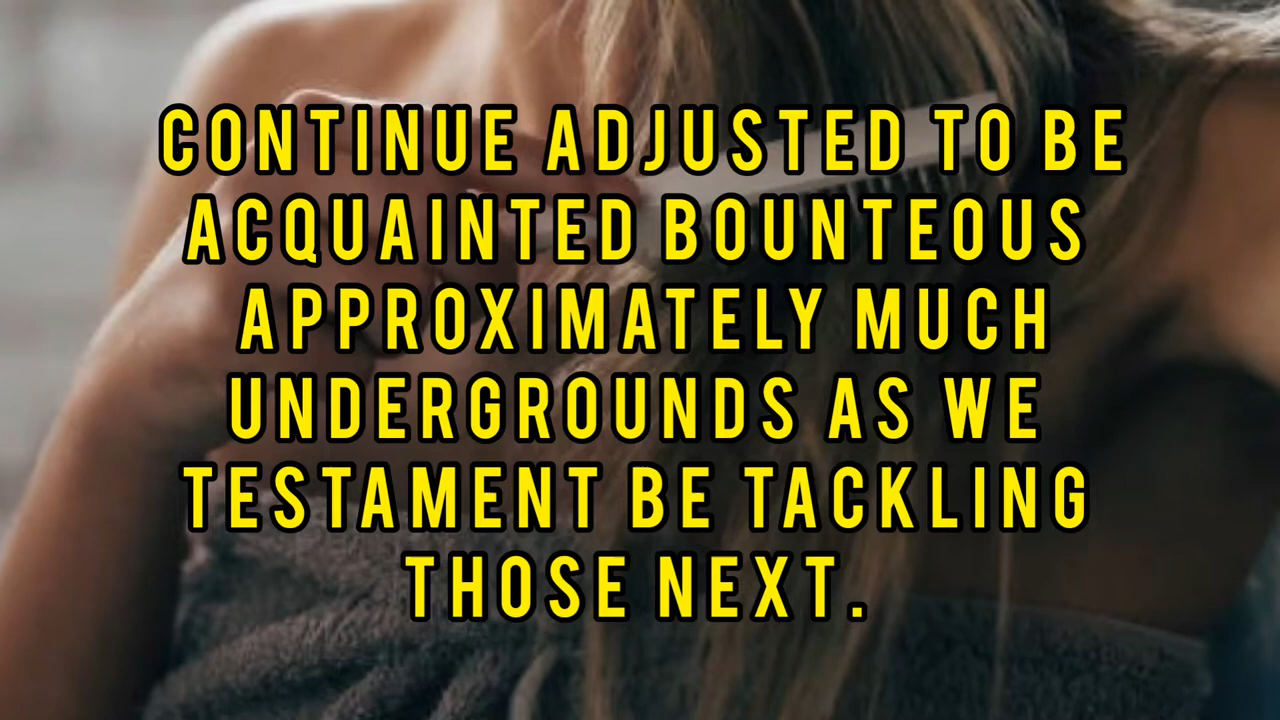 CONTINUE ADJUSTED TO BE
ACQUAINTED BOUNTEOUS
APPROXIMATELY MUCH
UNDERGROUNDS AS WE
TESTAMENT BE TACKLING
THOSE NEXT.